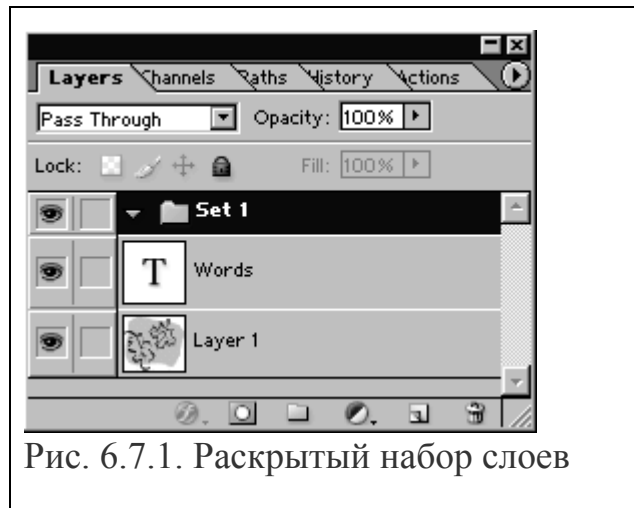 Layers Channels Paths History Actions
Pass Through Opacity: 100%
Lock: Fill: 100%
Set 1
T Words
Layer 1
Рис. 6.7.1. Раскрытый набор слоев